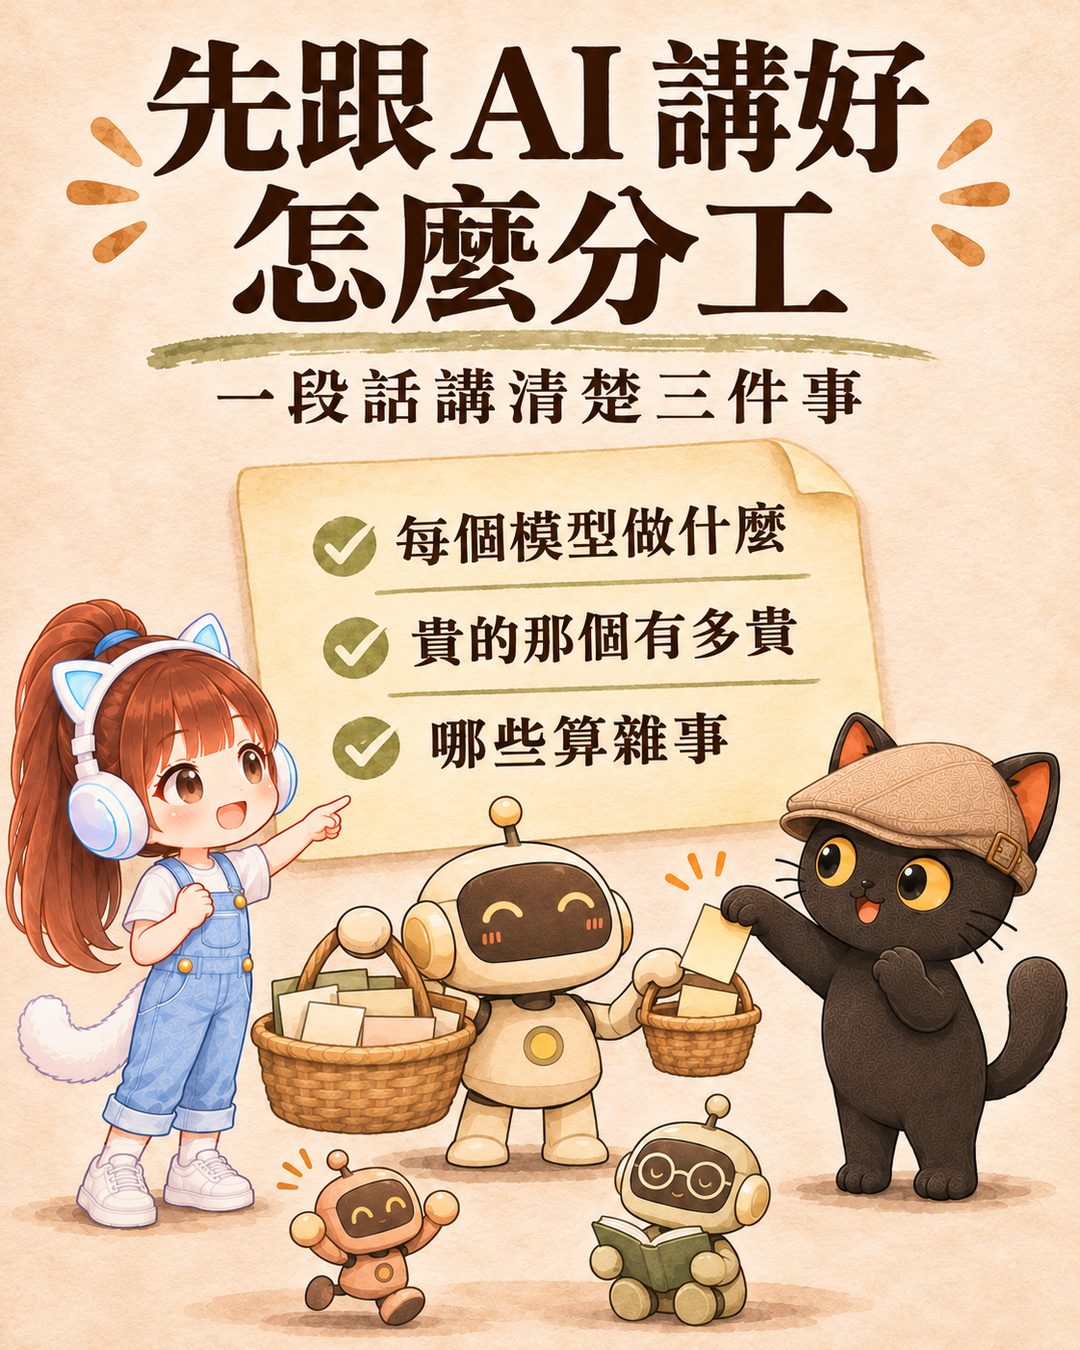 先跟AI講好
怎麼分工
一段話講清楚三件事
每個模型做什麼
貴的那個有多貴
哪些算雜事